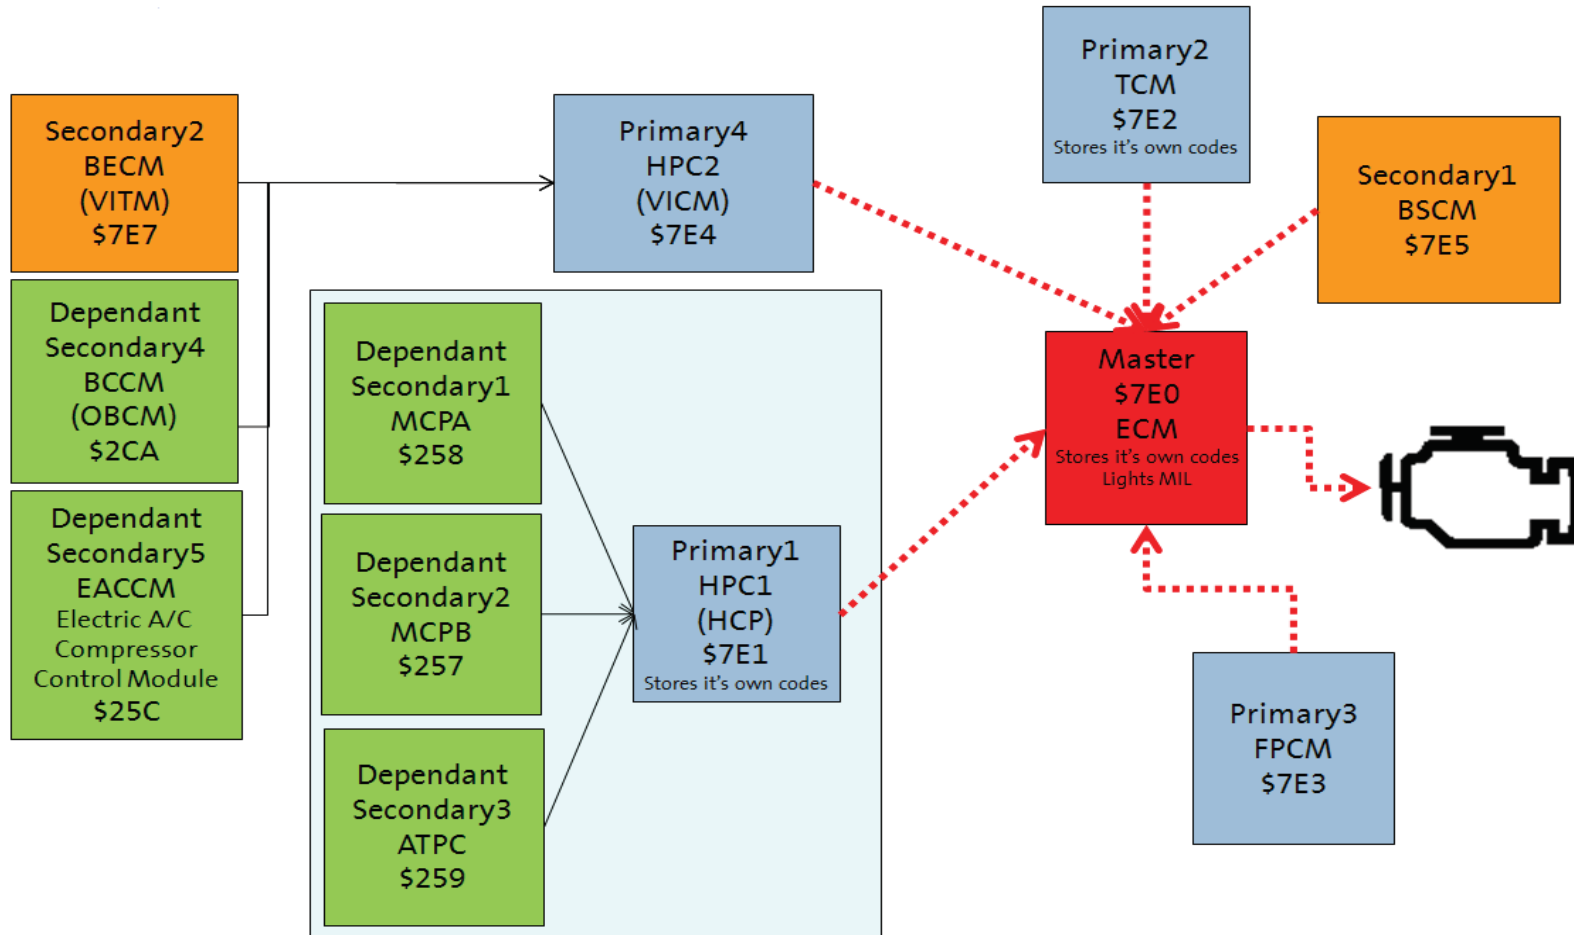 Secondary2
BECM
(VITM)
$7E7
Dependant
Secondary4
BCCM
(OBCM)
$2CA
Dependant
Secondary5
EACCM
Electric A/C
Compressor
Control Module
$25C
Primary4
HPC2
(VICM)
$7E4
Dependant
Secondary1
MCPA
$258
Dependant
Secondary2
MCPB
$257
Dependant
Secondary3
ATPC
$259
Primary1
HPC1
(HCP)
$7E1
Stores it's own codes
Primary2
TCM
$7E2
Stores it's own codes
Secondary1
BSCM
$7E5
Master
$7E0
ECM
Stores it's own codes
Lights MIL
Primary3
FPCM
$7E3